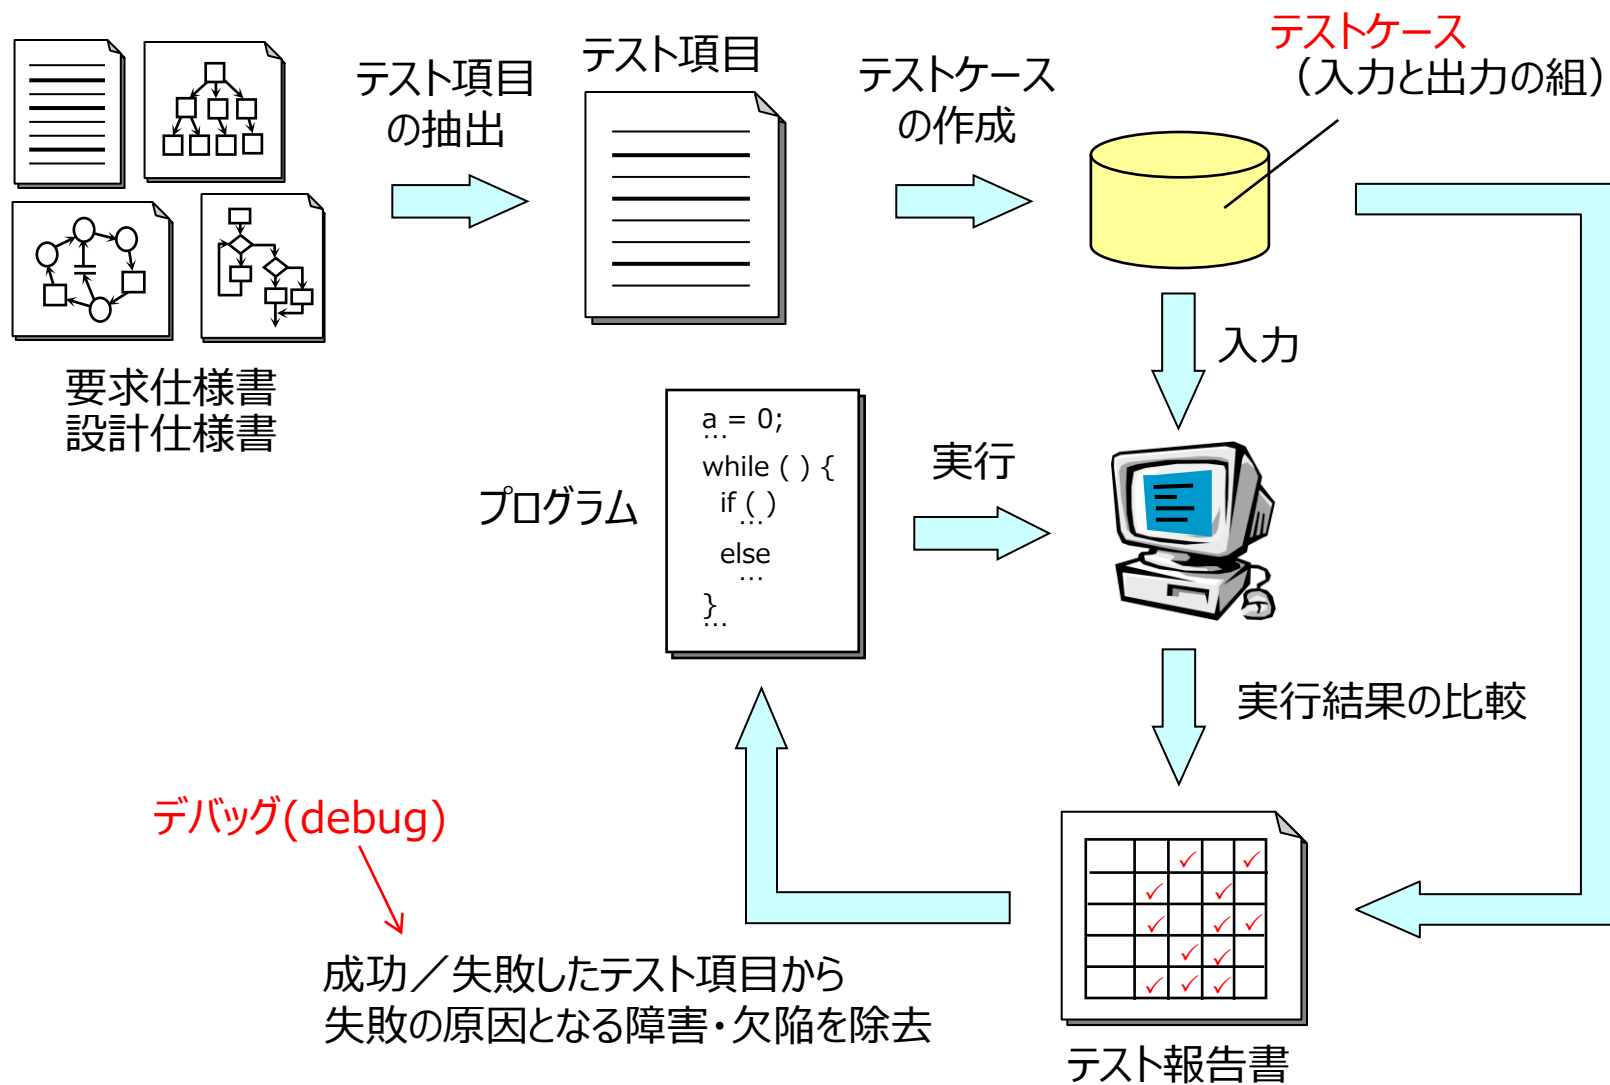 テスト項目
の抽出
テスト項目
テストケース
の作成
テストケース
（入力と出力の組）
要求仕様書
設計仕様書
入力
プログラム
a = 0;
…
while ( ) {
if ( )
…
else
…
}
…
実行
実行結果の比較
デバッグ(debug)
成功／失敗したテスト項目から
失敗の原因となる障害・欠陥を除去
テスト報告書